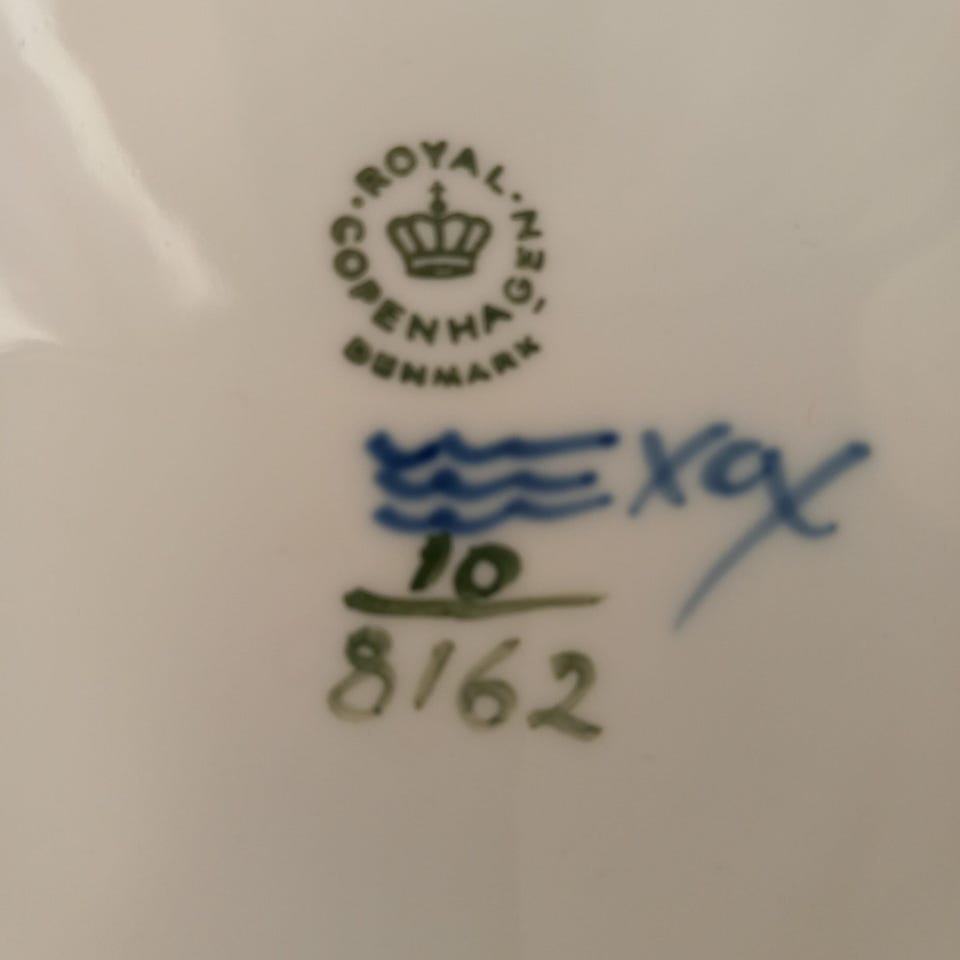 ROYAL
COPENHAGEN
DENMARK
10
8162